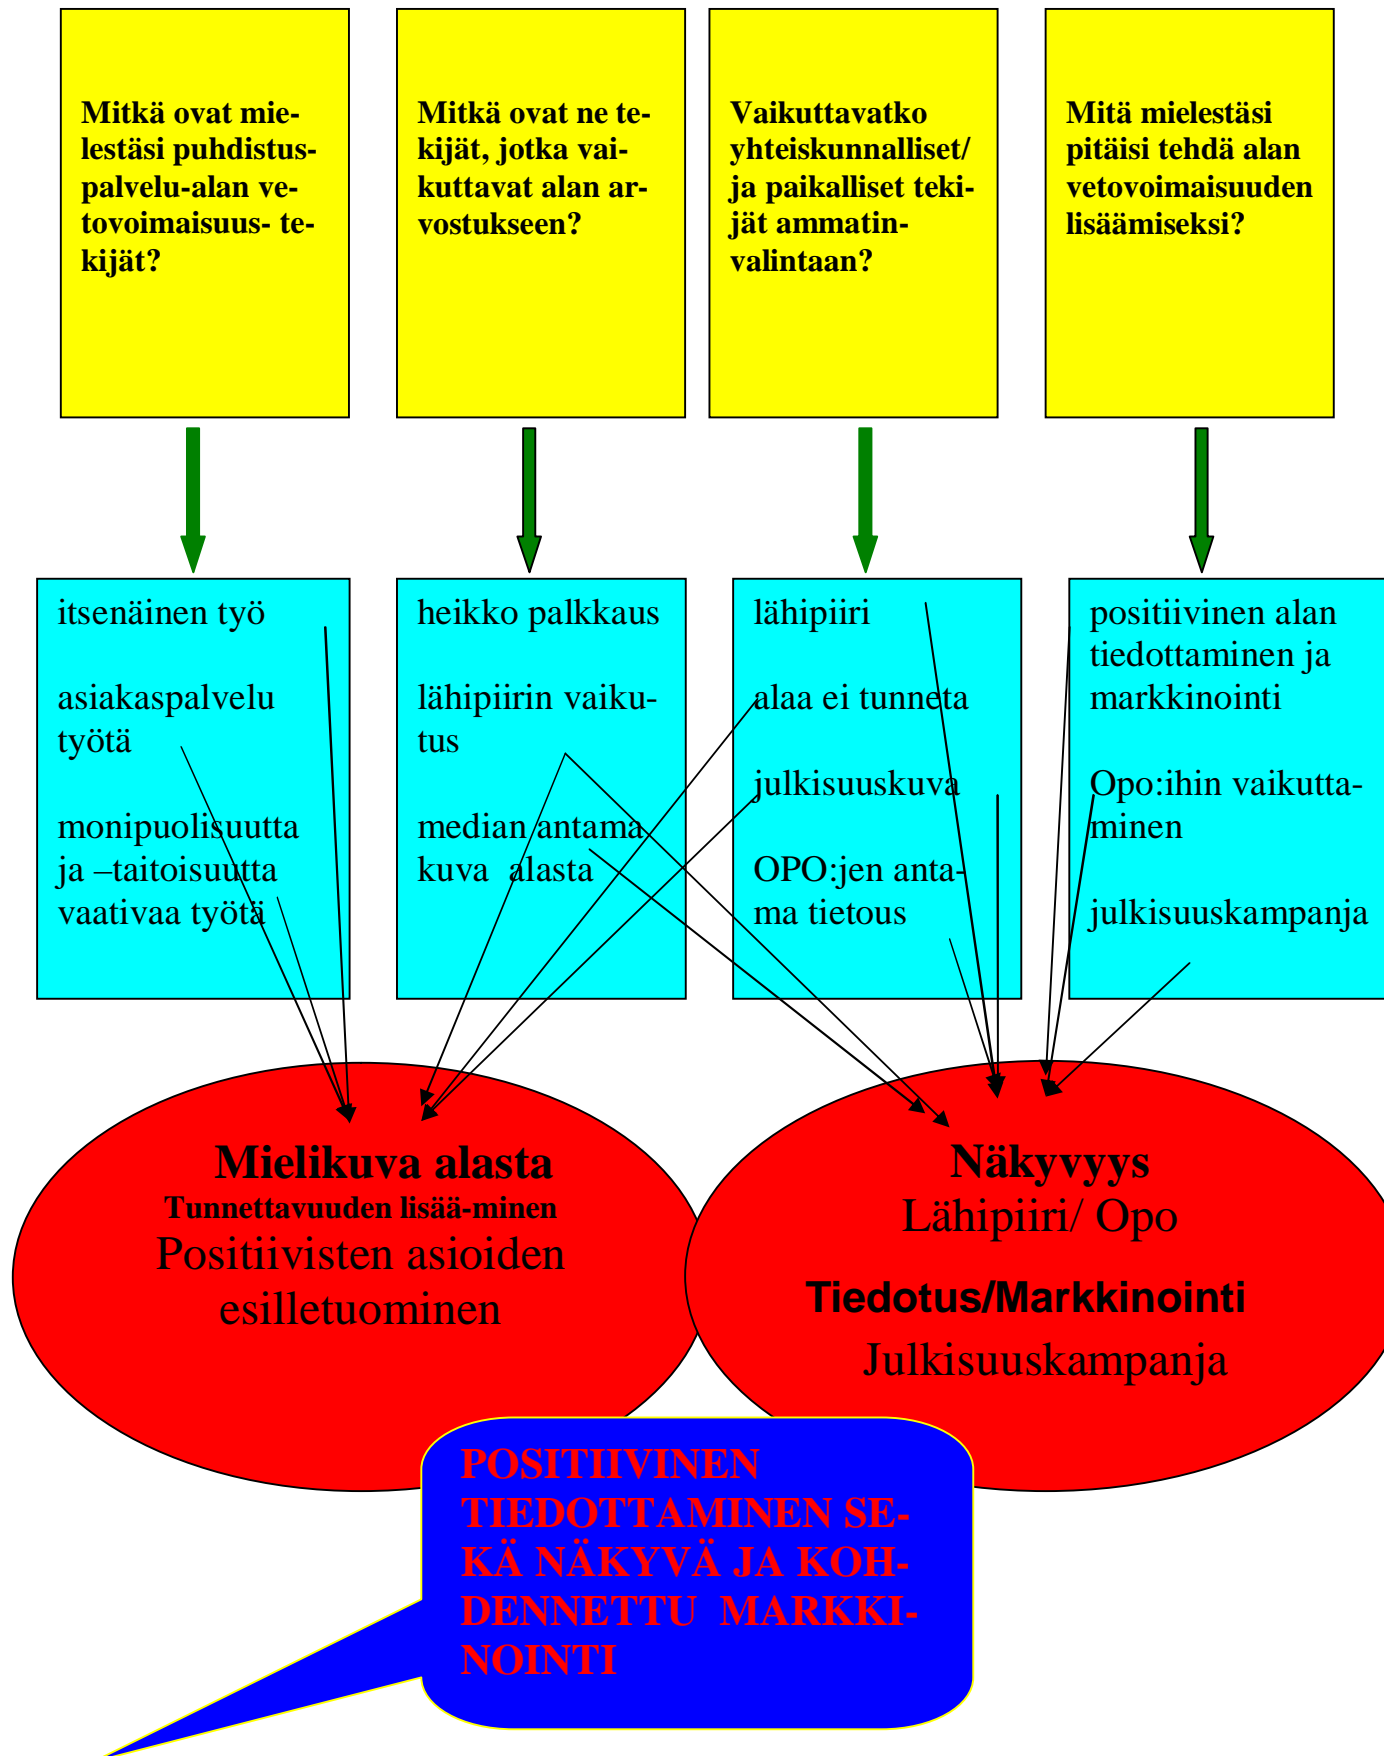 Mitkä ovat mie-
lestäsi puhdistus-
palvelu-alan ve-
tovoimaisuus- te-
kijät?
Mitkä ovat ne te-
kijät, jotka vai-
kuttavat alan ar-
vostukseen?
Vaikuttavatko
yhteiskunnalliset/
ja paikalliset teki-
jät ammatin-
valintaan?
Mitä mielestäsi
pitäisi tehdä alan
vetovoimaisuuden
lisäämiseksi?
itsenäinen työ
asiakaspalvelu
työtä
monipuolisuutta
ja –taitoisuutta
vaativaa työtä
heikko palkkaus
lähipiirin vaiku-
tus
median antama
kuva alasta
lähipiiri
alaa ei tunneta
julkisuuskuva
OPO:jen anta-
ma tietous
positiivinen alan
tiedottaminen ja
markkinointi
Opo:ihin vaikutta-
minen
julkisuuskampanja
Mielikuva alasta
Tunnettavuuden lisää-minen
Positiivisten asioiden
esilletuominen
Näkyvyys
Lähipiiri/ Opo
Tiedotus/Markkinointi
Julkisuuskampanja
POSITIIVINEN
TIEDOTTAMINEN SE-
KÄ NÄKYVÄ JA KOH-
DENNETTU MARKKI-
NOINTI